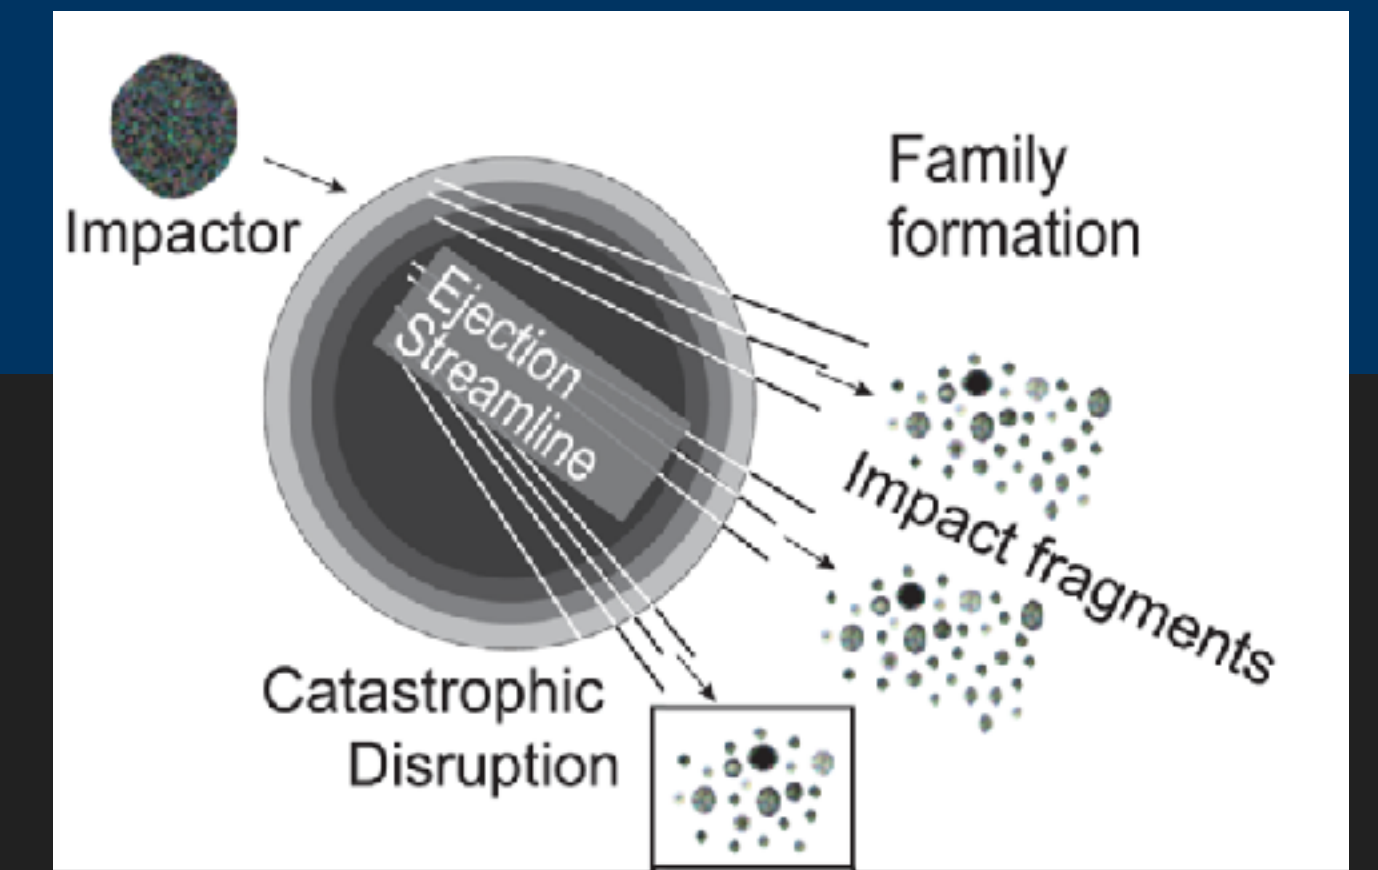 Impactor
Family
formation
Ejection
Streamline
Impact fragments
Catastrophic
Disruption